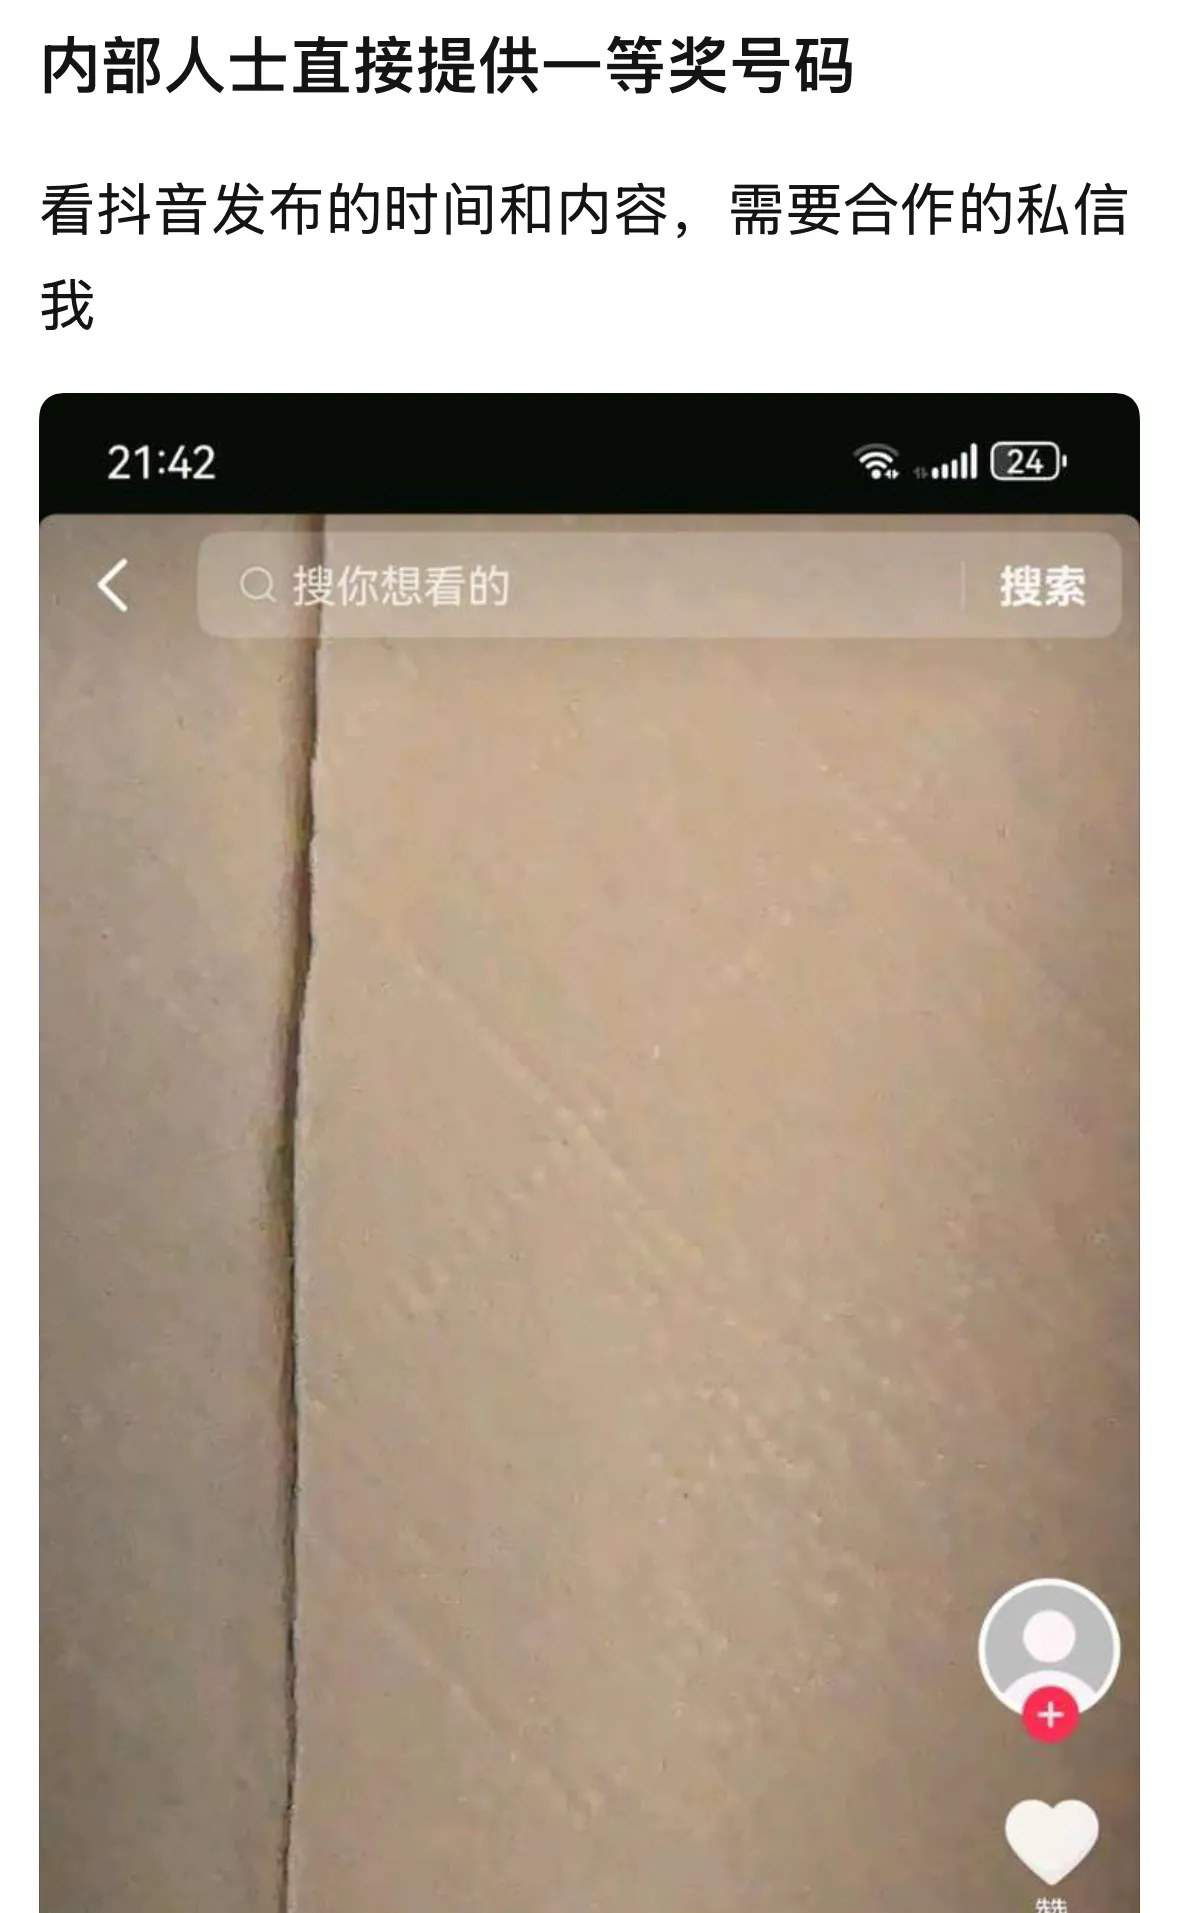 内部人士直接提供一等奖号码
看抖音发布的时间和内容，需要合作的私信
我
21:42
24
搜你想看的
搜索
赞